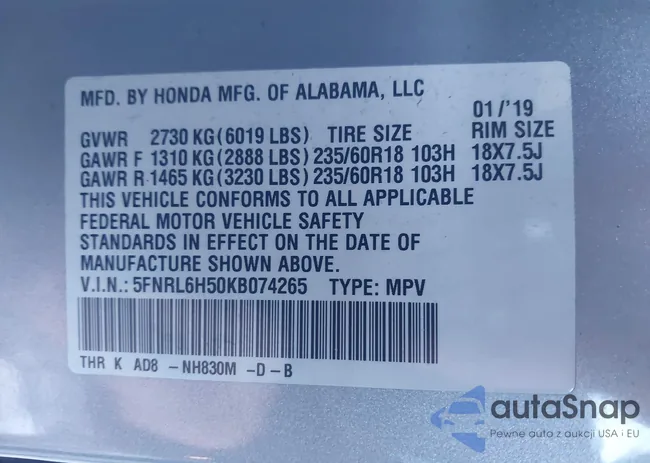 MFD. BY HONDA MFG. OF ALABAMA, LLC
01/'19
GVWR 2730 KG(6019 LBS) TIRE SIZE RIM SIZE
GAWR F 1310 KG(2888 LBS) 235/60R18 103H 18X7.5J
GAWR R 1465 KG(3230 LBS) 235/60R18 103H 18X7.5J
THIS VEHICLE CONFORMS TO ALL APPLICABLE
FEDERAL MOTOR VEHICLE SAFETY
STANDARDS IN EFFECT ON THE DATE OF
MANUFACTURE SHOWN ABOVE.
V.I.N.: 5FNRL6H50KB074265 TYPE: MPV
THR K AD8 -NH830M -D-B
autaSnap
Pewne auta z aukcji USA i EU